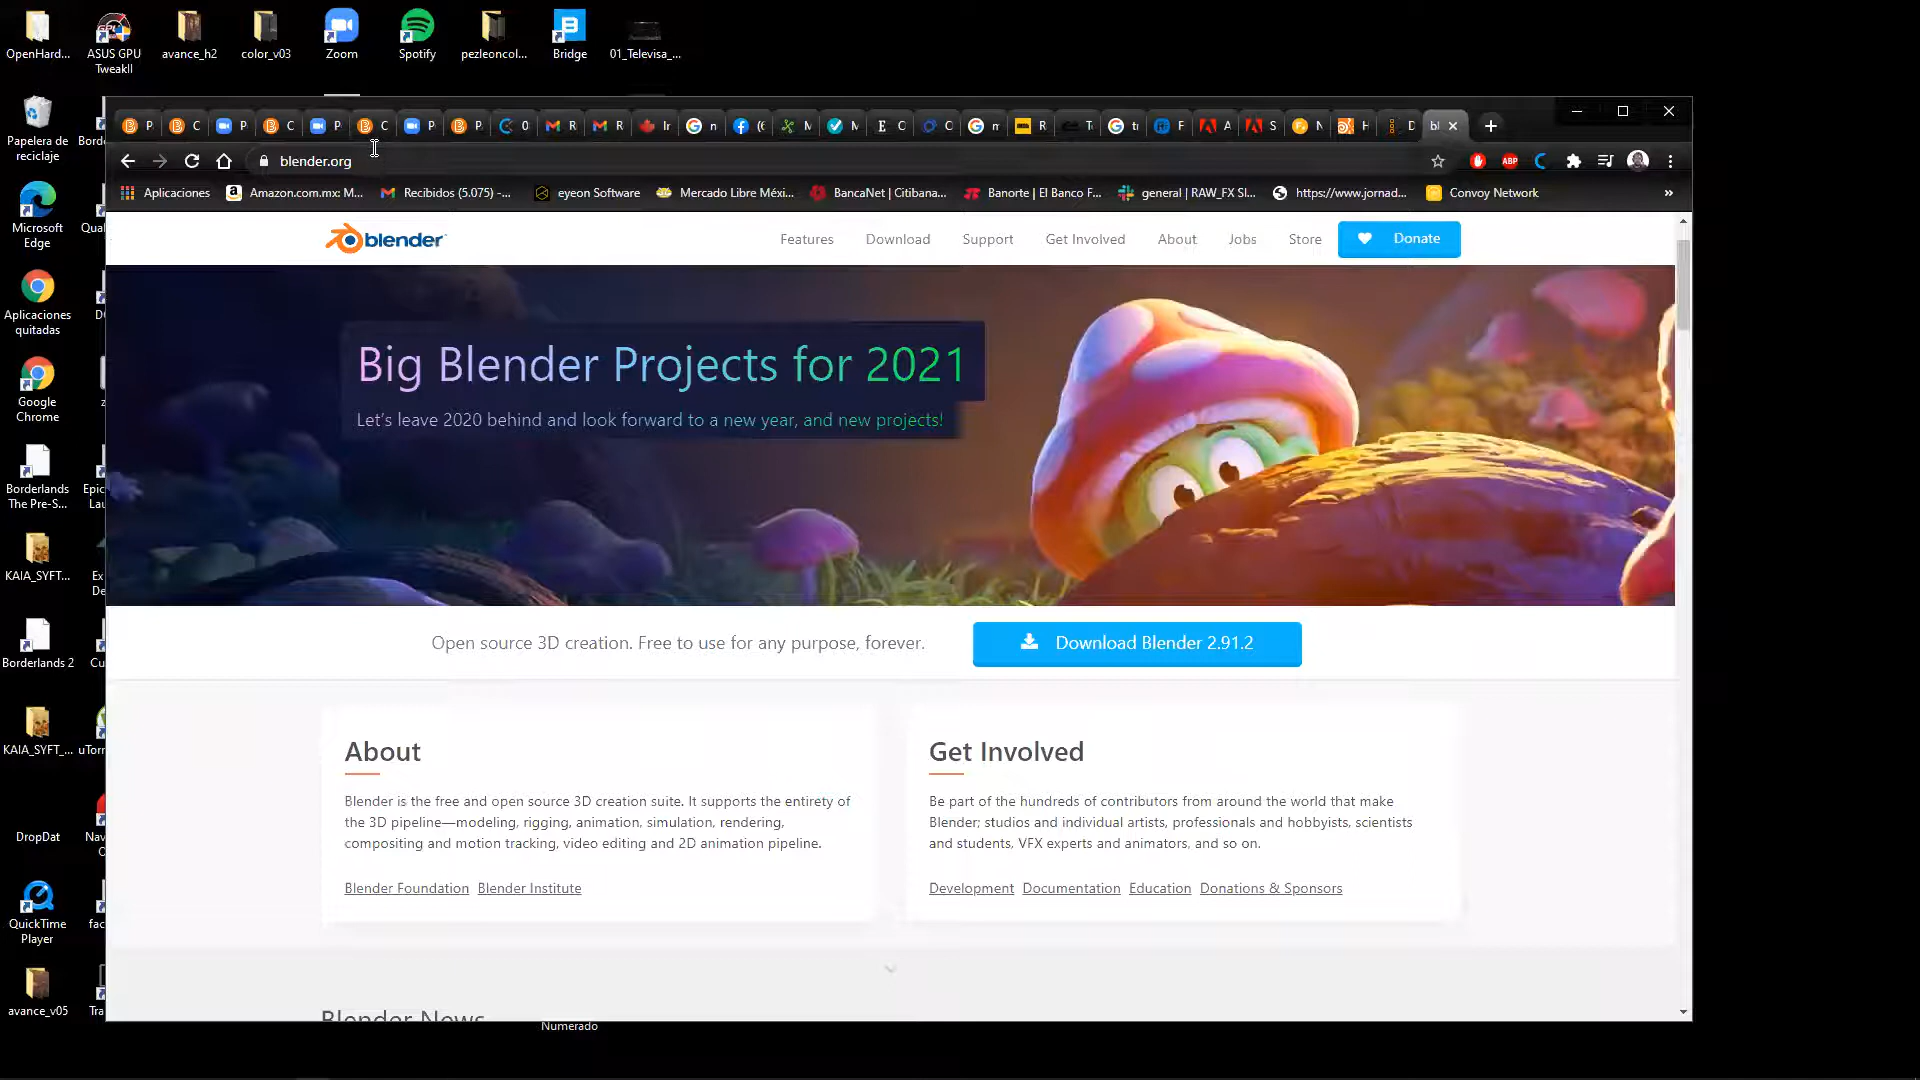 OpenHard...
ASUS GPU
TweakII
avance_h2
color_v03
Zoom
Spotify
pezleoncol...
Bridge
01_Televisa_...
Papelera de
reciclaje
Microsoft
Edge
Aplicaciones
quitadas
Google
Chrome
Borderlands
The Pre-S...
KAIA_SYFT...
Borderlands 2
KAIA_SYFT_...
DropDat
QuickTime
Player
avance_v05
blender.org
Aplicaciones
Amazon.com.mx: M...
Recibidos (5.075) -...
eyeon Software
Mercado Libre Méxi...
BancaNet | Citibana...
Banorte | El Banco F...
general | RAW_FX Sl...
https://www.jornad...
Convoy Network
»
blender
Features
Download
Support
Get Involved
About
Jobs
Store
Donate
Big Blender Projects for 2021
Let's leave 2020 behind and look forward to a new year, and new projects!
Open source 3D creation. Free to use for any purpose, forever.
Download Blender 2.91.2
About
Blender is the free and open source 3D creation suite. It supports the entirety of
the 3D pipeline—modeling, rigging, animation, simulation, rendering,
compositing and motion tracking, video editing and 2D animation pipeline.
Blender Foundation Blender Institute
Get Involved
Be part of the hundreds of contributors from around the world that make
Blender; studios and individual artists, professionals and hobbyists, scientists
and students, VFX experts and animators, and so on.
Development Documentation Education Donations & Sponsors
Blender News
Numerado